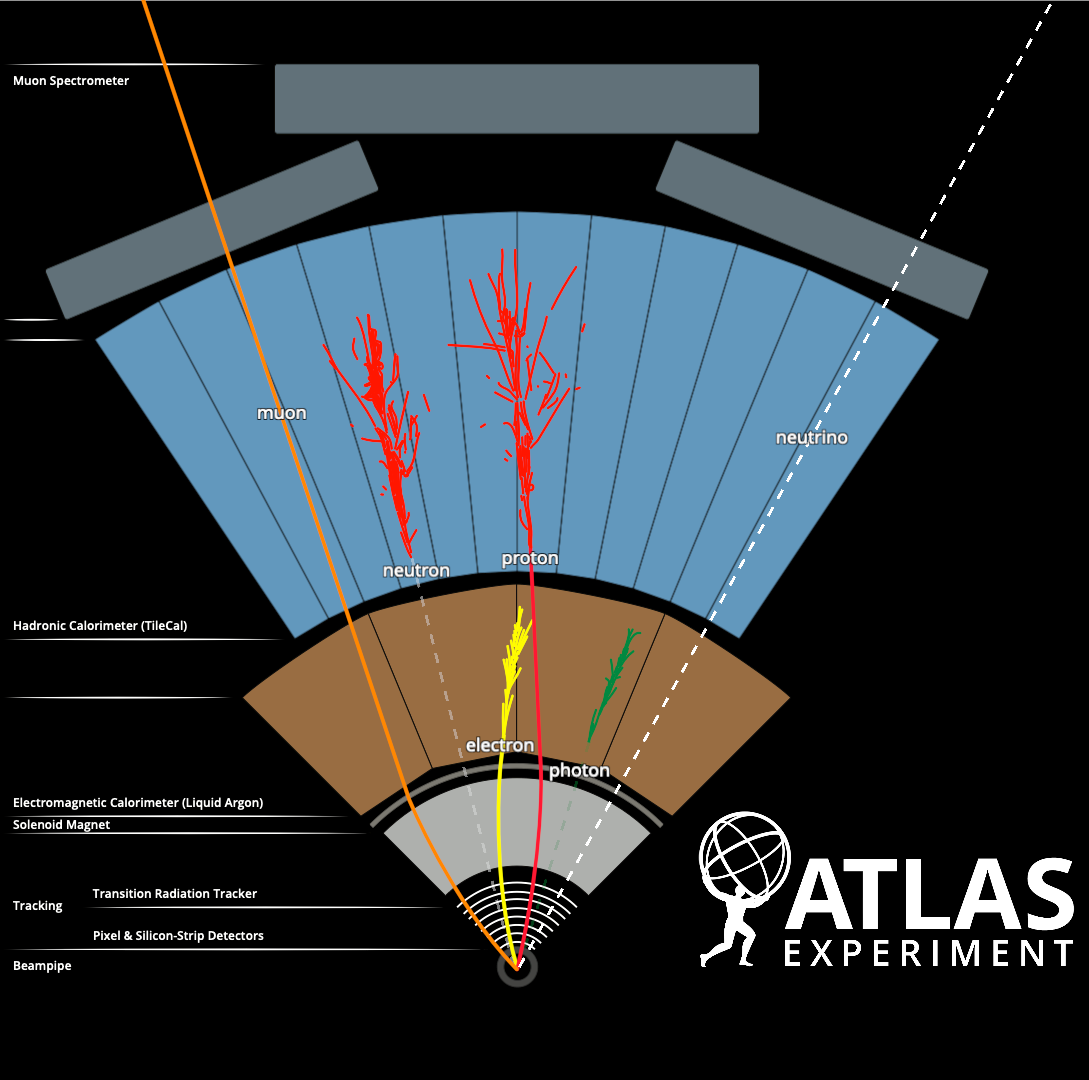 Muon Spectrometer
muon
neutrino
neutron
proton
Hadronic Calorimeter (TileCal)
electron
photon
Electromagnetic Calorimeter (Liquid Argon)
Solenoid Magnet
Transition Radiation Tracker
Tracking
Pixel & Silicon-Strip Detectors
Beampipe
ATLAS
EXPERIMENT